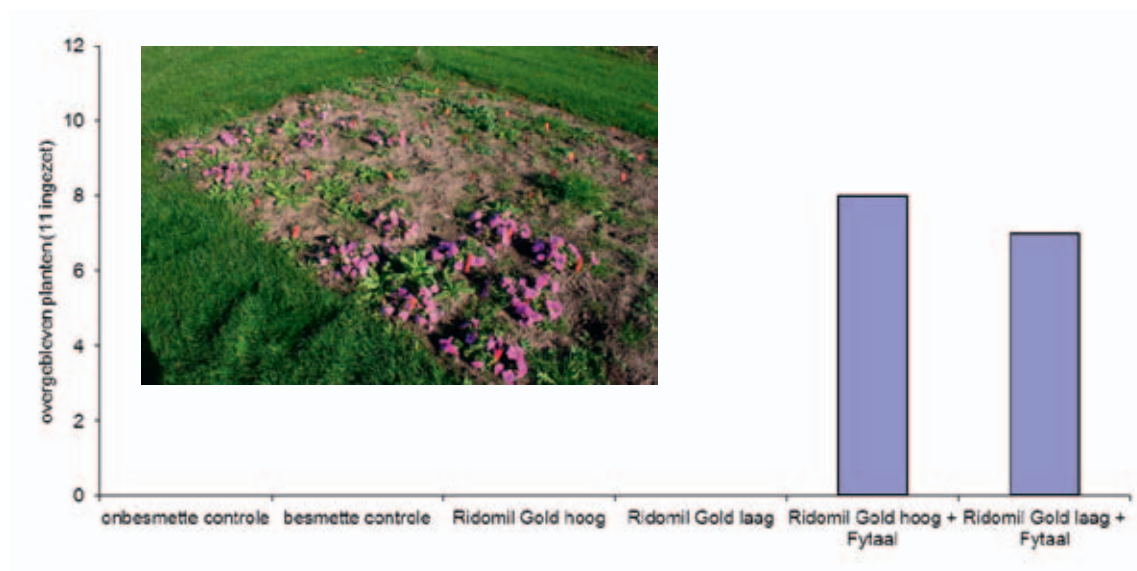 overgebleven planten (11 ingezet)
12
10
8
6
4
2
0
onbesmette controle
besmette controle
Ridomil Gold hoog
Ridomil Gold laag
Ridomil Gold hoog +
Fytaal
Ridomil Gold laag +
Fytaal